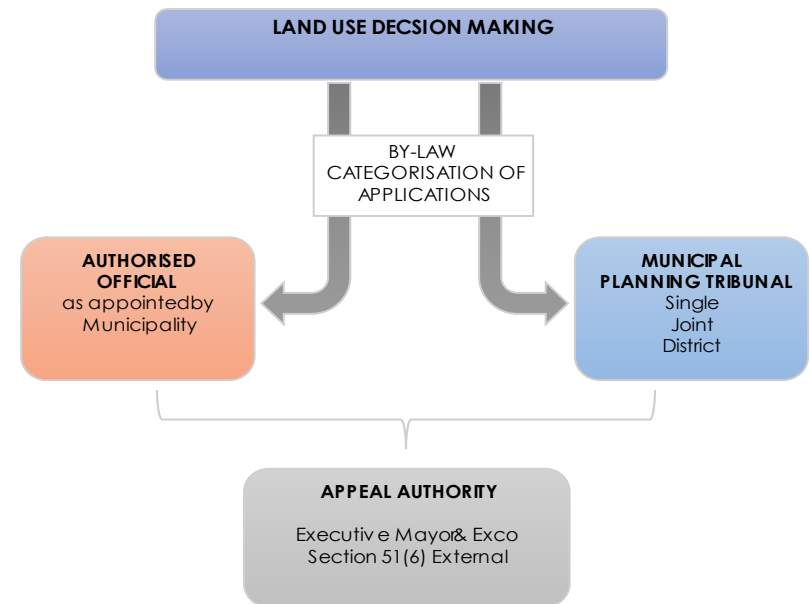 LAND USE DECSION MAKING
BY-LAW
CATEGORISATION OF
APPLICATIONS
AUTHORISED
OFFICIAL
as appointedby
Municipality
MUNICIPAL
PLANNING TRIBUNAL
Single
Joint
District
APPEAL AUTHORITY
Executive Mayor& Exco
Section 51(6) External